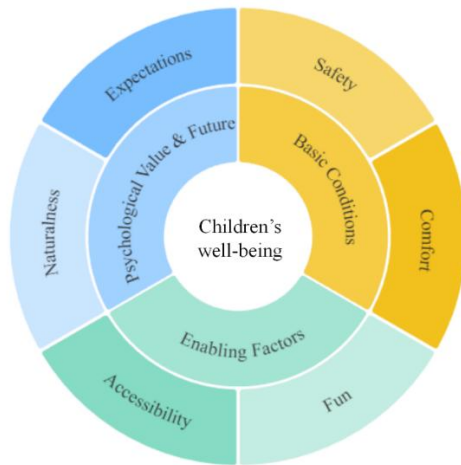 Children's
well-being
Psychological Value & Future
Basic Conditions
Enabling Factors
Expectations
Safety
Comfort
Fun
Accessibility
Naturalness